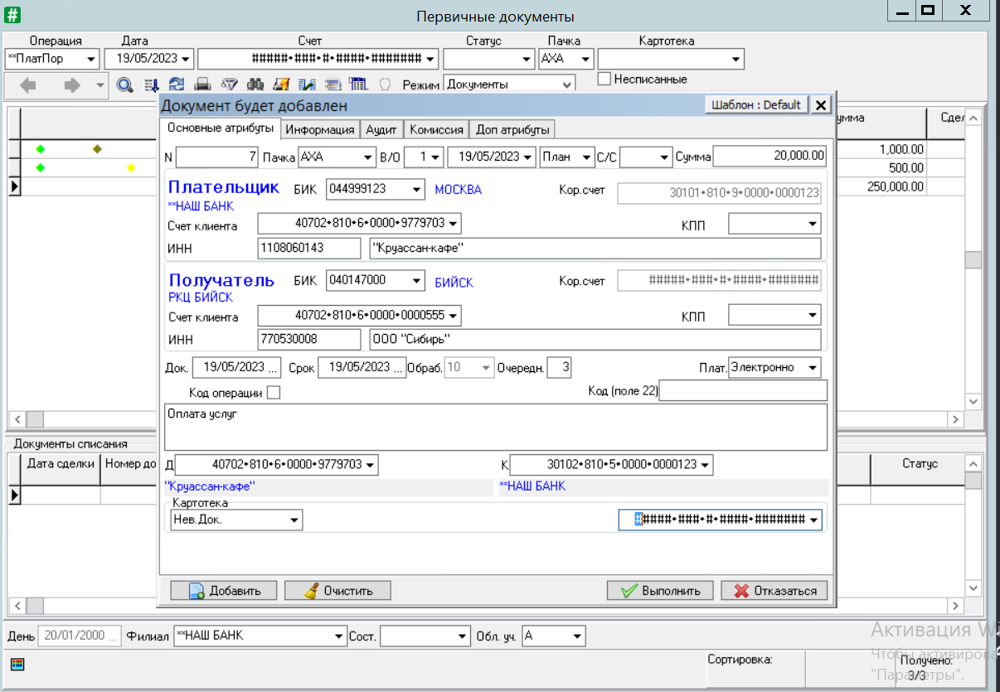 #
Первичные документы
Операция Дата Счет Статус Пачка Картотека
**ПлатПор 19/05/2023 #####•###•#•####•####### АХА
Режим Документы Несписанные
Документ будет добавлен Шаблон : Default
Основные атрибуты Информация Аудит Комиссия Доп атрибуты
умма Сдел
N 7 Пачка АХА В/О 1 19/05/2023 План С/С Сумма 20,000.00
1,000.00
500.00
250,000.00
Плательщик БИК 044999123 МОСКВА Кор.счет 30101•810•9•0000•0000123
**НАШ БАНК
Счет клиента 40702•810•6•0000•9779703 КПП
ИНН 1108060143 "Круассан-кафе"
Получатель БИК 040147000 БИЙСК Кор.счет #####•###•#•####•#######
РКЦ БИЙСК
Счет клиента 40702•810•6•0000•0000555 КПП
ИНН 770530008 ООО "Сибирь"
Док. 19/05/2023 ... Срок 19/05/2023 ... Обраб. 10 Очередн. 3 Плат. Электронно
Код операции Код (поле 22)
Оплата услуг
Документы списания
Дата сделки Номер до Статус
Д 40702•810•6•0000•9779703 К 30102•810•5•0000•0000123
"Круассан-кафе" **НАШ БАНК
Картотека
Нев.Док. #####•###•#•####•#######
Добавить Очистить Выполнить Отказаться
День 20/01/2000 ... Филиал **НАШ БАНК Сост. Обл. уч. А
Активация W
Чтобы активирова
"Параметры".
Сортировка: Получено:
3/3